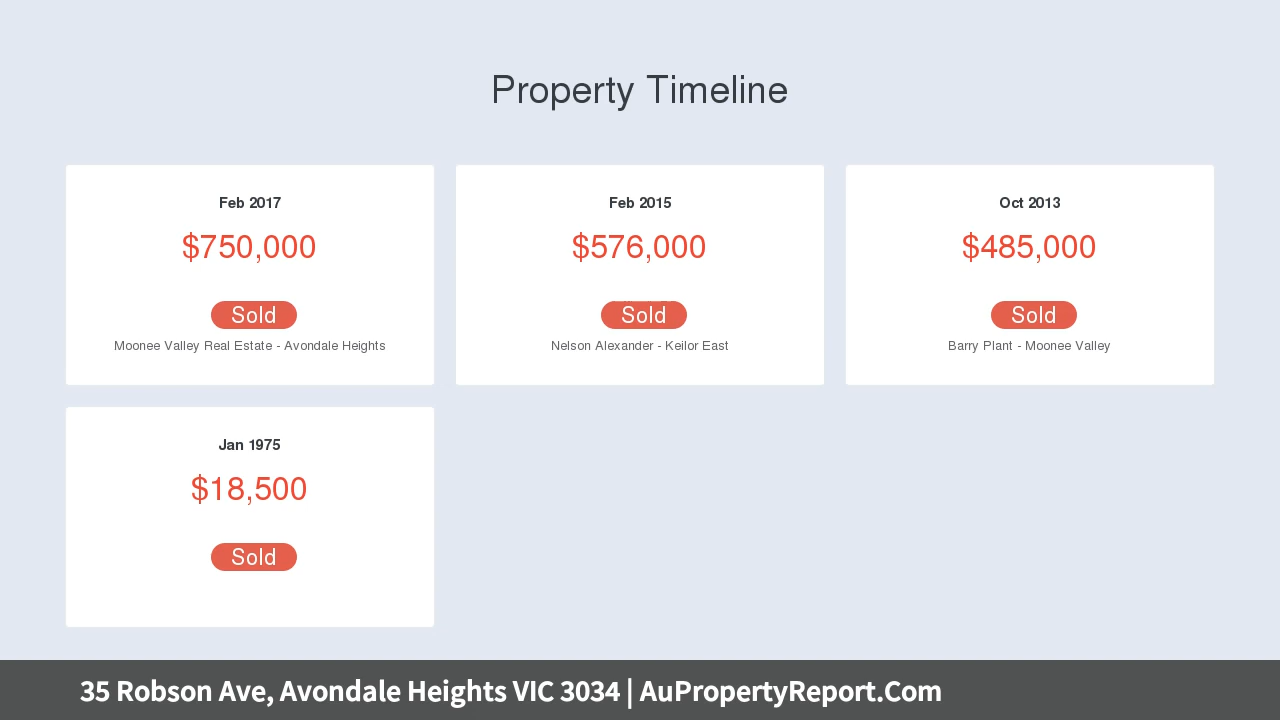 Property Timeline
Feb 2017
$750,000
Sold
Moonee Valley Real Estate - Avondale Heights
Feb 2015
$576,000
Sold
Nelson Alexander - Keilor East
Oct 2013
$485,000
Sold
Barry Plant - Moonee Valley
Jan 1975
$18,500
Sold
35 Robson Ave, Avondale Heights VIC 3034 | AuPropertyReport.Com